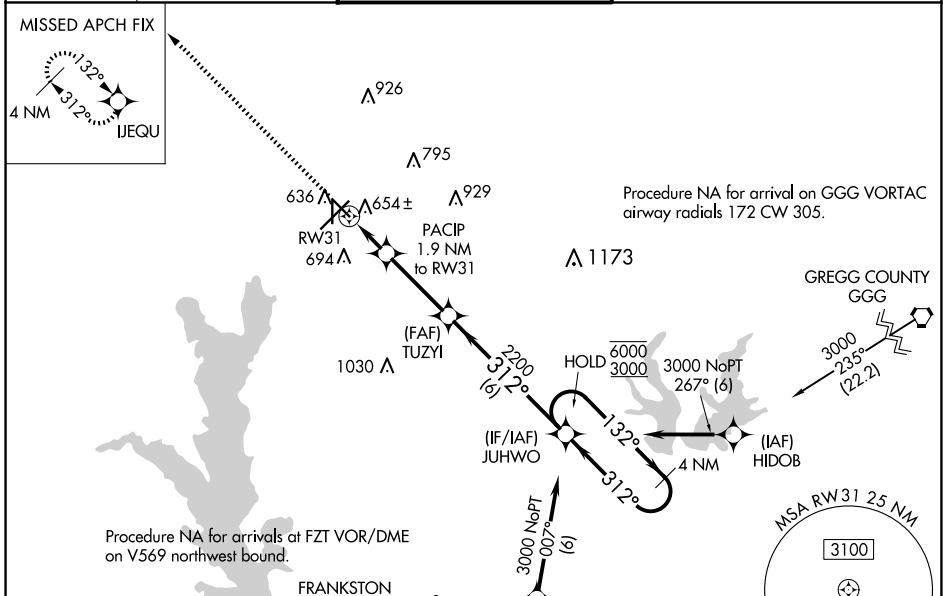 MISSED APCH FIX
132°
312°
4 NM
IJEQU
926
795
929
636
654 ±
RW31
694
PACIP
1.9 NM
to RW31
Procedure NA for arrival on GGG VORTAC
airway radials 172 CW 305.
1173
GREGG COUNTY
GGG
3000
235°
(22.2)
(FAF)
TUZYI
1030
2200
312°
(6)
HOLD
6000
3000
3000 NoPT
267° (6)
(IF/IAF)
JUHWO
132°
312°
4 NM
(IAF)
HIDOB
3000 NoPT
007°
(6)
Procedure NA for arrivals at FZT VOR/DME
on V569 northwest bound.
FRANKSTON
MSA RW31 25 NM
3100